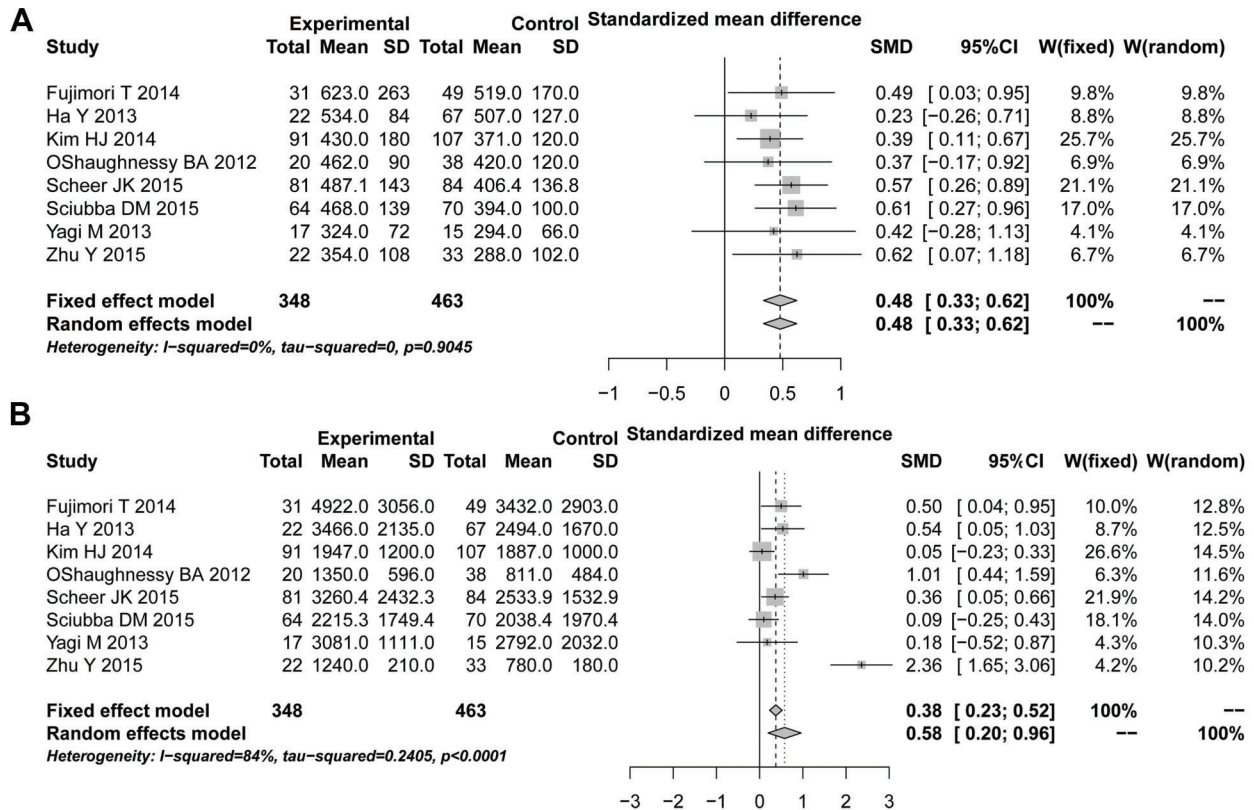 A
Experimental Control Standardized mean difference
Study Total Mean SD Total Mean SD SMD 95%CI W(fixed) W(random)
Fujimori T 2014 31 623.0 263 49 519.0 170.0 0.49 [ 0.03; 0.95] 9.8% 9.8%
Ha Y 2013 22 534.0 84 67 507.0 127.0 0.23 [−0.26; 0.71] 8.8% 8.8%
Kim HJ 2014 91 430.0 180 107 371.0 120.0 0.39 [ 0.11; 0.67] 25.7% 25.7%
OShaughnessy BA 2012 20 462.0 90 38 420.0 120.0 0.37 [−0.17; 0.92] 6.9% 6.9%
Scheer JK 2015 81 487.1 143 84 406.4 136.8 0.57 [ 0.26; 0.89] 21.1% 21.1%
Sciubba DM 2015 64 468.0 139 70 394.0 100.0 0.61 [ 0.27; 0.96] 17.0% 17.0%
Yagi M 2013 17 324.0 72 15 294.0 66.0 0.42 [−0.28; 1.13] 4.1% 4.1%
Zhu Y 2015 22 354.0 108 33 288.0 102.0 0.62 [ 0.07; 1.18] 6.7% 6.7%
Fixed effect model 348 463 0.48 [ 0.33; 0.62] 100% −−
Random effects model 0.48 [ 0.33; 0.62] −− 100%
Heterogeneity: I−squared=0%, tau−squared=0, p=0.9045
−1 −0.5 0 0.5 1
B
Experimental Control Standardized mean difference
Study Total Mean SD Total Mean SD SMD 95%CI W(fixed) W(random)
Fujimori T 2014 31 4922.0 3056.0 49 3432.0 2903.0 0.50 [ 0.04; 0.95] 10.0% 12.8%
Ha Y 2013 22 3466.0 2135.0 67 2494.0 1670.0 0.54 [ 0.05; 1.03] 8.7% 12.5%
Kim HJ 2014 91 1947.0 1200.0 107 1887.0 1000.0 0.05 [−0.23; 0.33] 26.6% 14.5%
OShaughnessy BA 2012 20 1350.0 596.0 38 811.0 484.0 1.01 [ 0.44; 1.59] 6.3% 11.6%
Scheer JK 2015 81 3260.4 2432.3 84 2533.9 1532.9 0.36 [ 0.05; 0.66] 21.9% 14.2%
Sciubba DM 2015 64 2215.3 1749.4 70 2038.4 1970.4 0.09 [−0.25; 0.43] 18.1% 14.0%
Yagi M 2013 17 3081.0 1111.0 15 2792.0 2032.0 0.18 [−0.52; 0.87] 4.3% 10.3%
Zhu Y 2015 22 1240.0 210.0 33 780.0 180.0 2.36 [ 1.65; 3.06] 4.2% 10.2%
Fixed effect model 348 463 0.38 [ 0.23; 0.52] 100% −−
Random effects model 0.58 [ 0.20; 0.96] −− 100%
Heterogeneity: I−squared=84%, tau−squared=0.2405, p<0.0001
−3 −2 −1 0 1 2 3